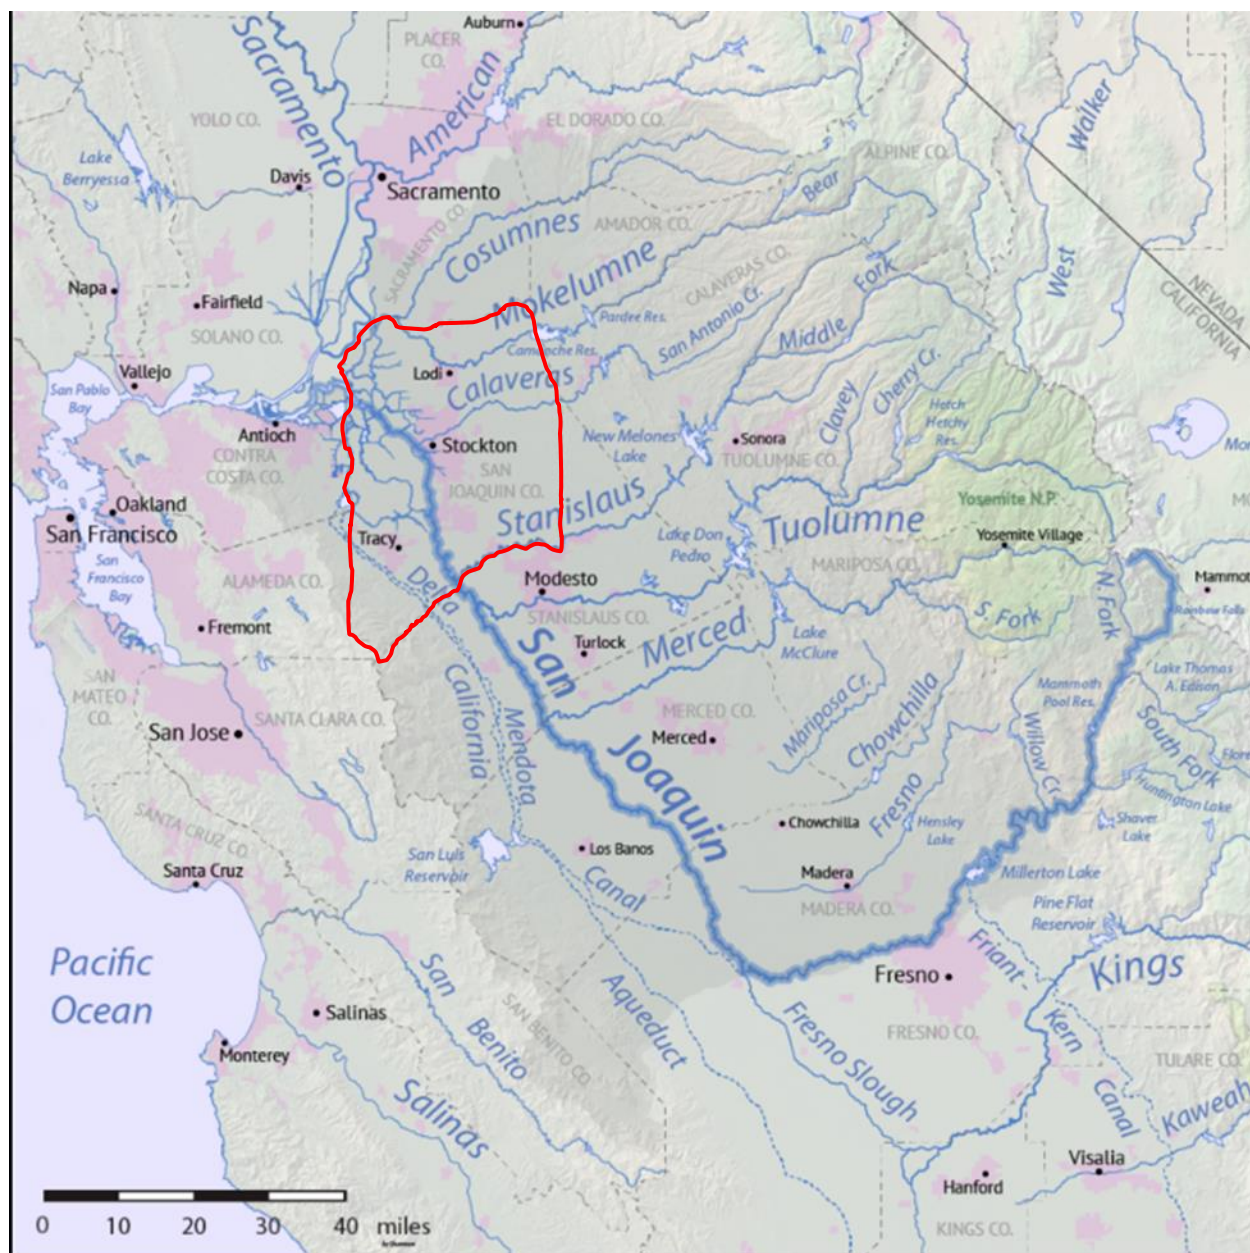 Auburn
PLACER
CO.
Sacramento
American
YOLO CO.
EL DORADO CO.
Walker
ALPINE CO.
Lake
Berryessa
Davis
Sacramento
Bear
SACRAMENTO CO.
Cosumnes
AMADOR CO.
Mokelumne
CALAVERAS CO.
Fork
West
NEVADA
CALIFORNIA
Napa
Fairfield
SOLANO CO.
Pardee Res.
San Antonio Cr.
Middle
Camanche Res.
Vallejo
Lodi
Calaveras
Cherry Cr.
Clavey
San Pablo
Bay
Antioch
CONTRA
COSTA CO.
Stockton
SAN
JOAQUIN CO.
New Melones
Lake
Sonora
TUOLUMNE CO.
Hetch
Hetchy
Res.
Oakland
San Francisco
Stanislaus
Tuolumne
Yosemite N.P.
Yosemite Village
Tracy
Lake Don
Pedro
MARIPOSA CO.
San
Francisco
Bay
ALAMEDA CO.
Delta
Modesto
STANISLAUS CO.
S. Fork
N. Fork
Mammot
Rainbow Falls
Fremont
San
Turlock
Merced
Lake
McClure
SAN
MATEO
CO.
SANTA CLARA CO.
California
Mendota
MERCED CO.
Mariposa Cr.
Chowchilla
Mammoth
Pool Res.
Lake Thomas
A. Edison
San Jose
Merced
Joaquin
Willow Cr.
South Fork
Huntington Lake
SANTA CRUZ CO.
Chowchilla
Fresno
Hensley
Lake
Shaver
Lake
Santa Cruz
San Luis
Reservoir
Los Banos
Canal
Madera
MADERA CO.
Millerton Lake
Pine Flat
Reservoir
Pacific
Ocean
San
Benito
SAN BENITO CO.
Aqueduct
Fresno
Friant
Kings
Salinas
Fresno Slough
FRESNO CO.
Kern
TULARE CO.
Monterey
Salinas
Canal
Kaweah
Visalia
Hanford
KINGS CO.
0 10 20 30 40 miles